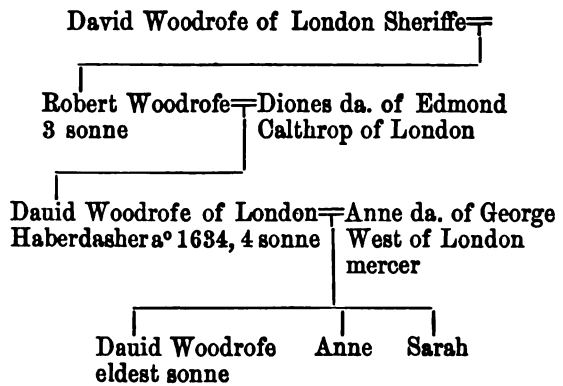 David Woodrofe of London Sheriffe
Robert Woodrofe Diones da. of Edmond
3 sonne Calthrop of London
Dauid Woodrofe of London Anne da. of George
Haberdasher aº 1634, 4 sonne West of London
mercer
Dauid Woodrofe Anne Sarah
eldest sonne